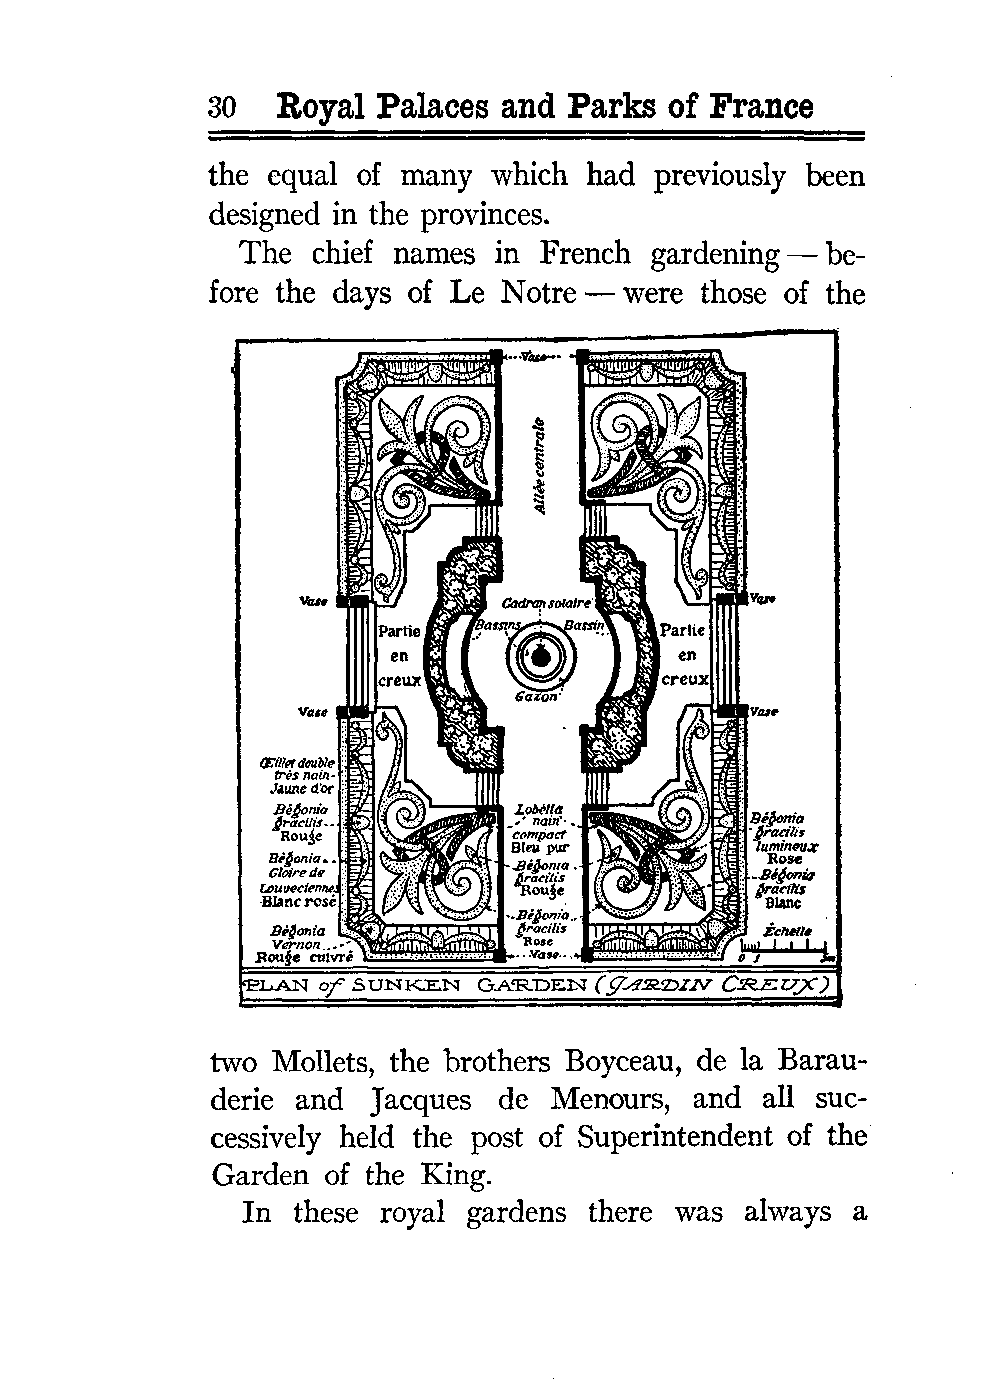 30 Royal Palaces and Parks of France
the equal of many which had previously been
designed in the provinces.
The chief names in French gardening — be-
fore the days of Le Notre — were those of the
Vase
Allée centrale
Vase
Vase
Cadran solaire
Bassins
Bassin
Partie
en
creux
Partie
en
creux
Gazon
Vase
Vase
Œillet double
très nain
Jaune d'or
Bégonia
gracilis
Rouge
Bégonia
Gloire de
Louveciennes
Blanc rosé
Bégonia
Vernon
Rouge cuivré
Lobélia
nain
compact
Bleu pur
Bégonia
gracilis
Rouge
Bégonia
gracilis
Rose
Vase
Bégonia
gracilis
lumineux
Rose
Bégonia
gracilis
Blanc
Échelle
0 1 3m
PLAN of SUNKEN GARDEN (JARDIN CREUX)
two Mollets, the brothers Boyceau, de la Barau-
derie and Jacques de Menours, and all suc-
cessively held the post of Superintendent of the
Garden of the King.
In these royal gardens there was always a